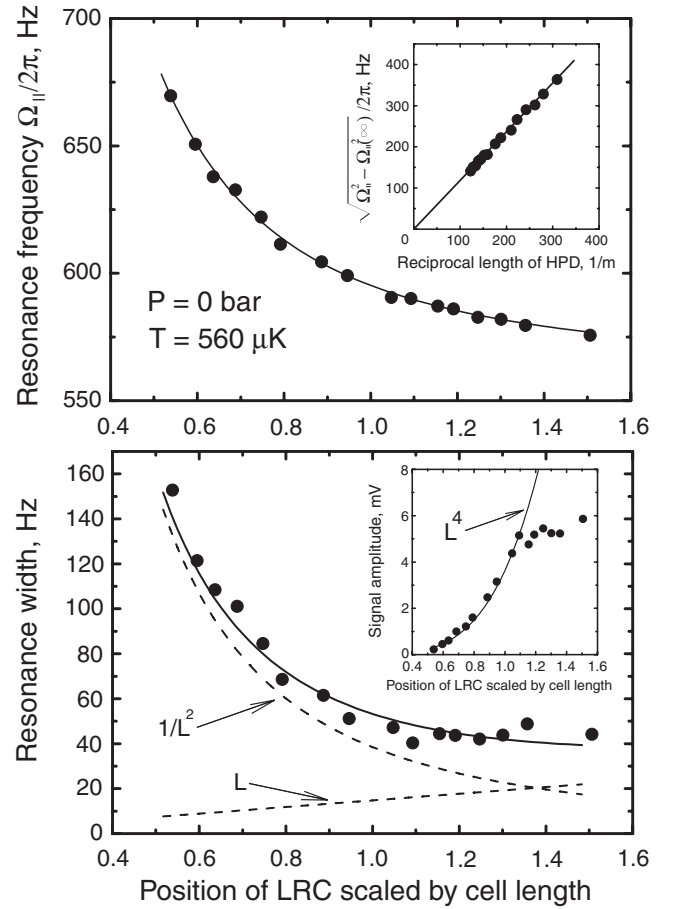 700
650
600
550
Resonance frequency Ω||/2π, Hz
P = 0 bar
T = 560 μK
0.4 0.6 0.8 1.0 1.2 1.4 1.6
400
300
200
100
0 100 200 300 400
√Ω||² − Ω||²(∞) /2π, Hz
Reciprocal length of HPD, 1/m
160
140
120
100
80
60
40
20
0
Resonance width, Hz
1/L²
L
0.4 0.6 0.8 1.0 1.2 1.4 1.6
Position of LRC scaled by cell length
8
6
4
2
0
Signal amplitude, mV
L⁴
0.4 0.6 0.8 1.0 1.2 1.4 1.6
Position of LRC scaled by cell length